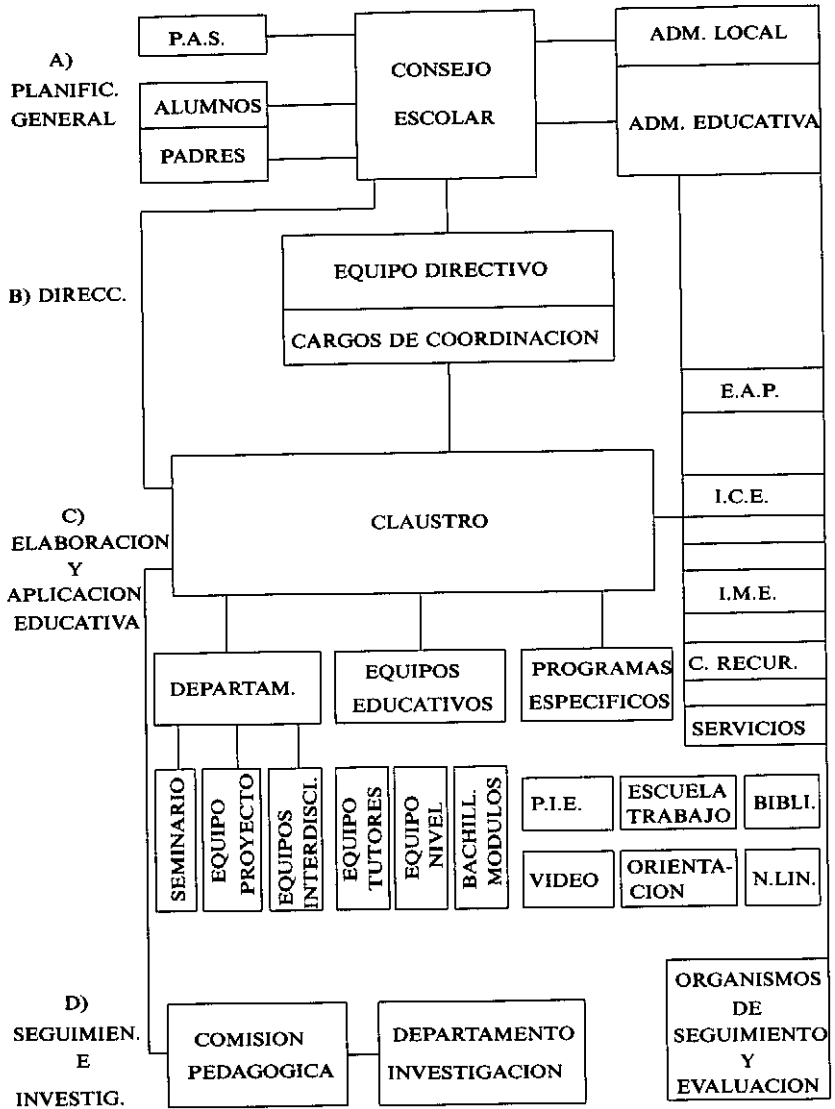 A)
PLANIFIC.
GENERAL
P.A.S.
ALUMNOS
PADRES
CONSEJO
ESCOLAR
ADM. LOCAL
ADM. EDUCATIVA
B) DIRECC.
EQUIPO DIRECTIVO
CARGOS DE COORDINACION
E.A.P.
I.C.E.
I.M.E.
C. RECUR.
SERVICIOS
C)
ELABORACION
Y
APLICACION
EDUCATIVA
CLAUSTRO
DEPARTAM.
EQUIPOS
EDUCATIVOS
PROGRAMAS
ESPECIFICOS
SEMINARIO
EQUIPO
PROYECTO
EQUIPOS
INTERDISCI.
EQUIPO
TUTORES
EQUIPO
NIVEL
BACHILL.
MODULOS
P.I.E.
ESCUELA
TRABAJO
BIBLI.
VIDEO
ORIENTA-
CION
N.LIN.
D)
SEGUIMIEN.
E
INVESTIG.
COMISION
PEDAGOGICA
DEPARTAMENTO
INVESTIGACION
ORGANISMOS
DE
SEGUIMIENTO
Y
EVALUACION